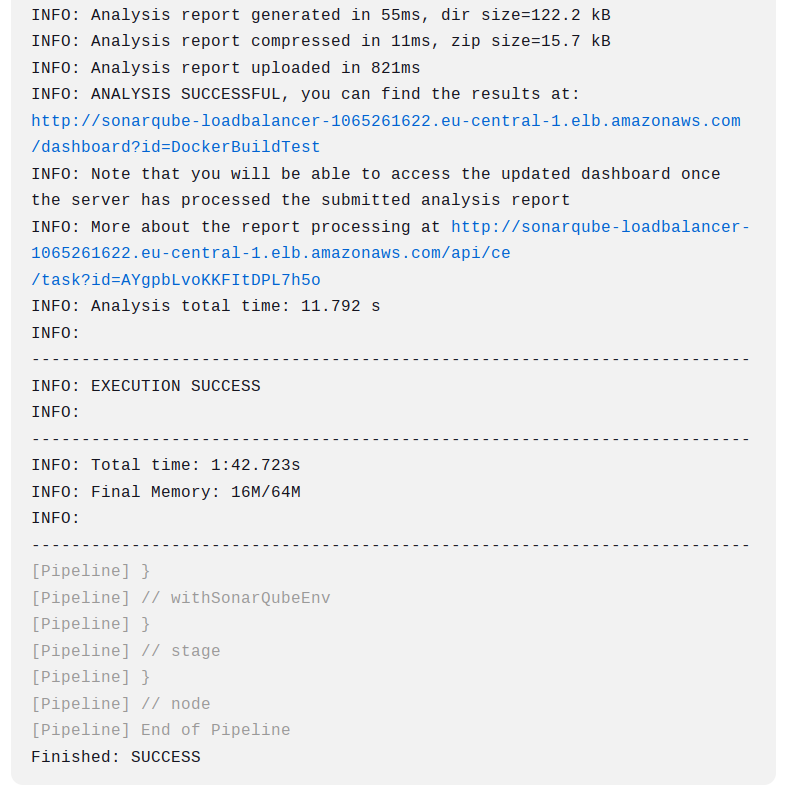 INFO: Analysis report generated in 55ms, dir size=122.2 kB
INFO: Analysis report compressed in 11ms, zip size=15.7 kB
INFO: Analysis report uploaded in 821ms
INFO: ANALYSIS SUCCESSFUL, you can find the results at:
http://sonarqube-loadbalancer-1065261622.eu-central-1.elb.amazonaws.com
/dashboard?id=DockerBuildTest
INFO: Note that you will be able to access the updated dashboard once
the server has processed the submitted analysis report
INFO: More about the report processing at http://sonarqube-loadbalancer-
1065261622.eu-central-1.elb.amazonaws.com/api/ce
/task?id=AYgpbLvoKKFItDPL7h5o
INFO: Analysis total time: 11.792 s
INFO:
------------------------------------------------------------------------
INFO: EXECUTION SUCCESS
INFO:
------------------------------------------------------------------------
INFO: Total time: 1:42.723s
INFO: Final Memory: 16M/64M
INFO:
------------------------------------------------------------------------
[Pipeline] }
[Pipeline] // withSonarQubeEnv
[Pipeline] }
[Pipeline] // stage
[Pipeline] }
[Pipeline] // node
[Pipeline] End of Pipeline
Finished: SUCCESS